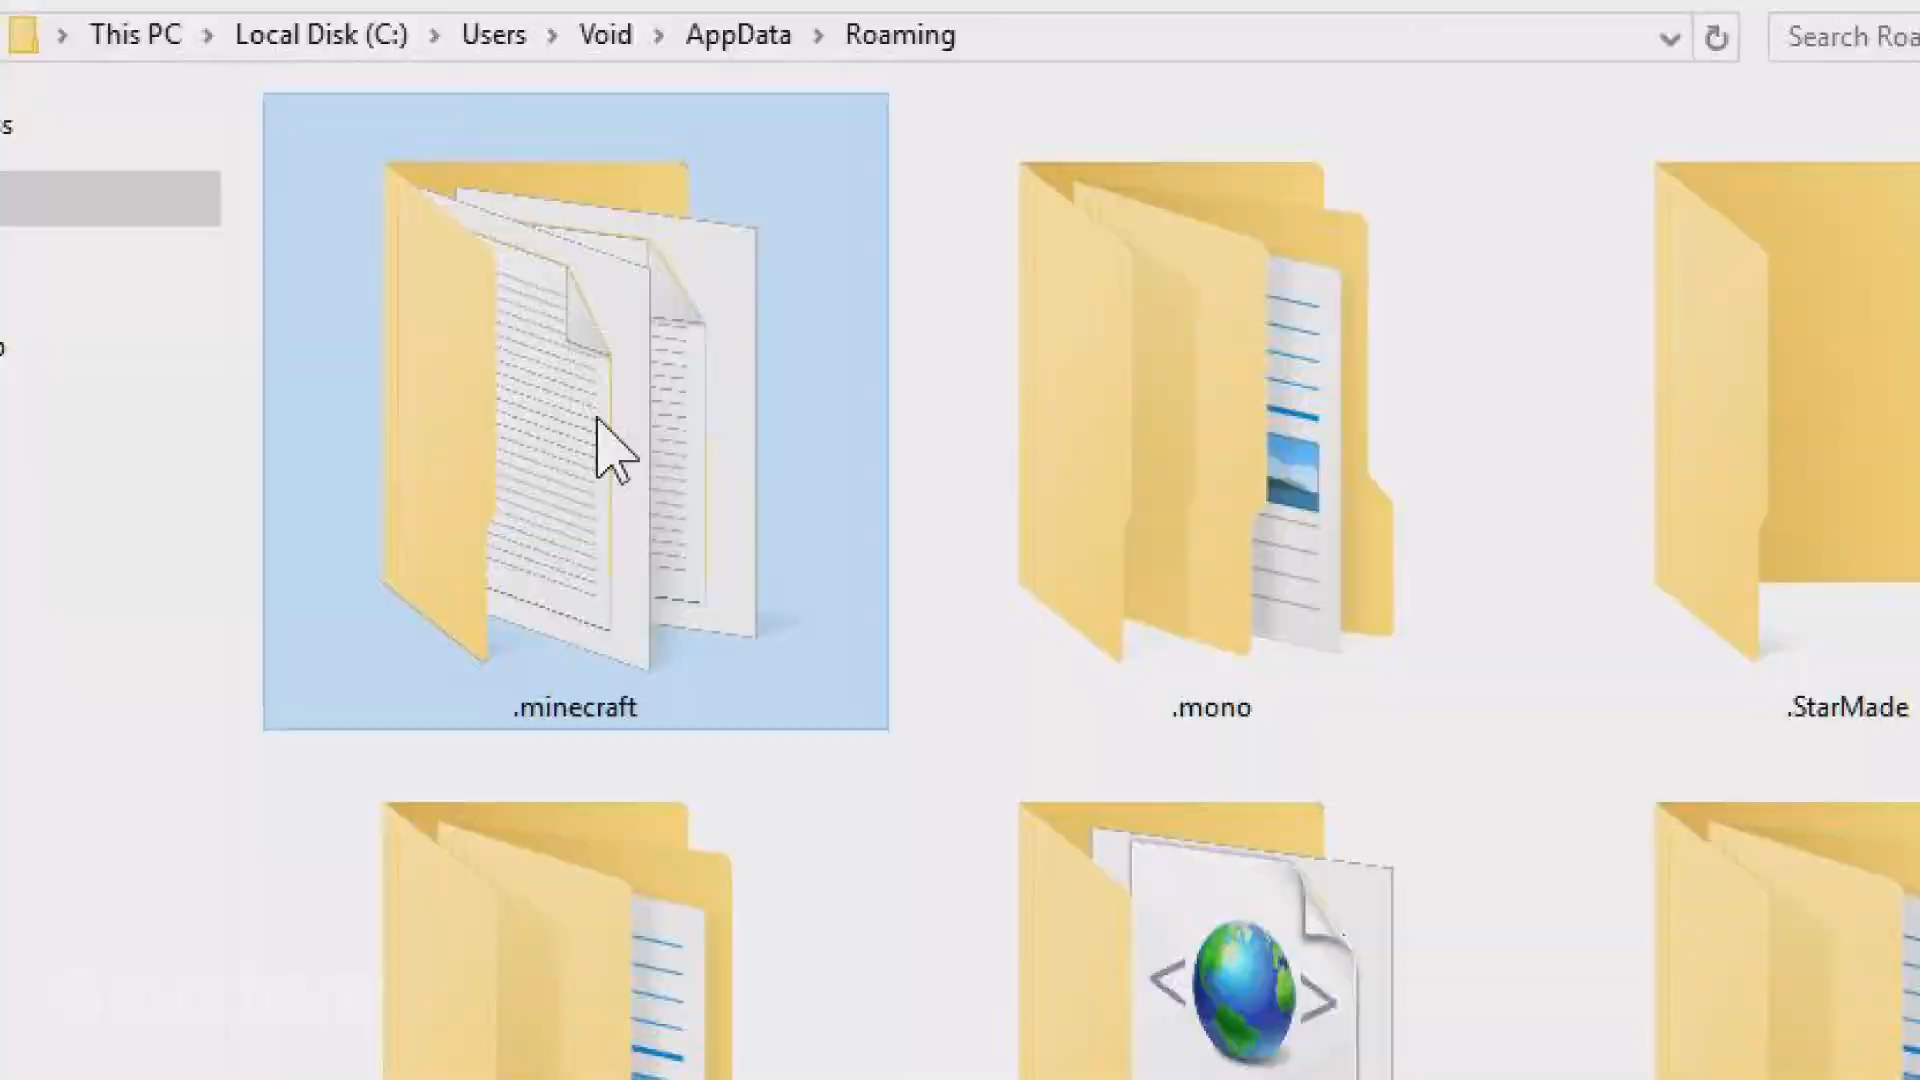 This PC > Local Disk (C:) > Users > Void > AppData > Roaming
Search Roa
s
.minecraft
.mono
.StarMade